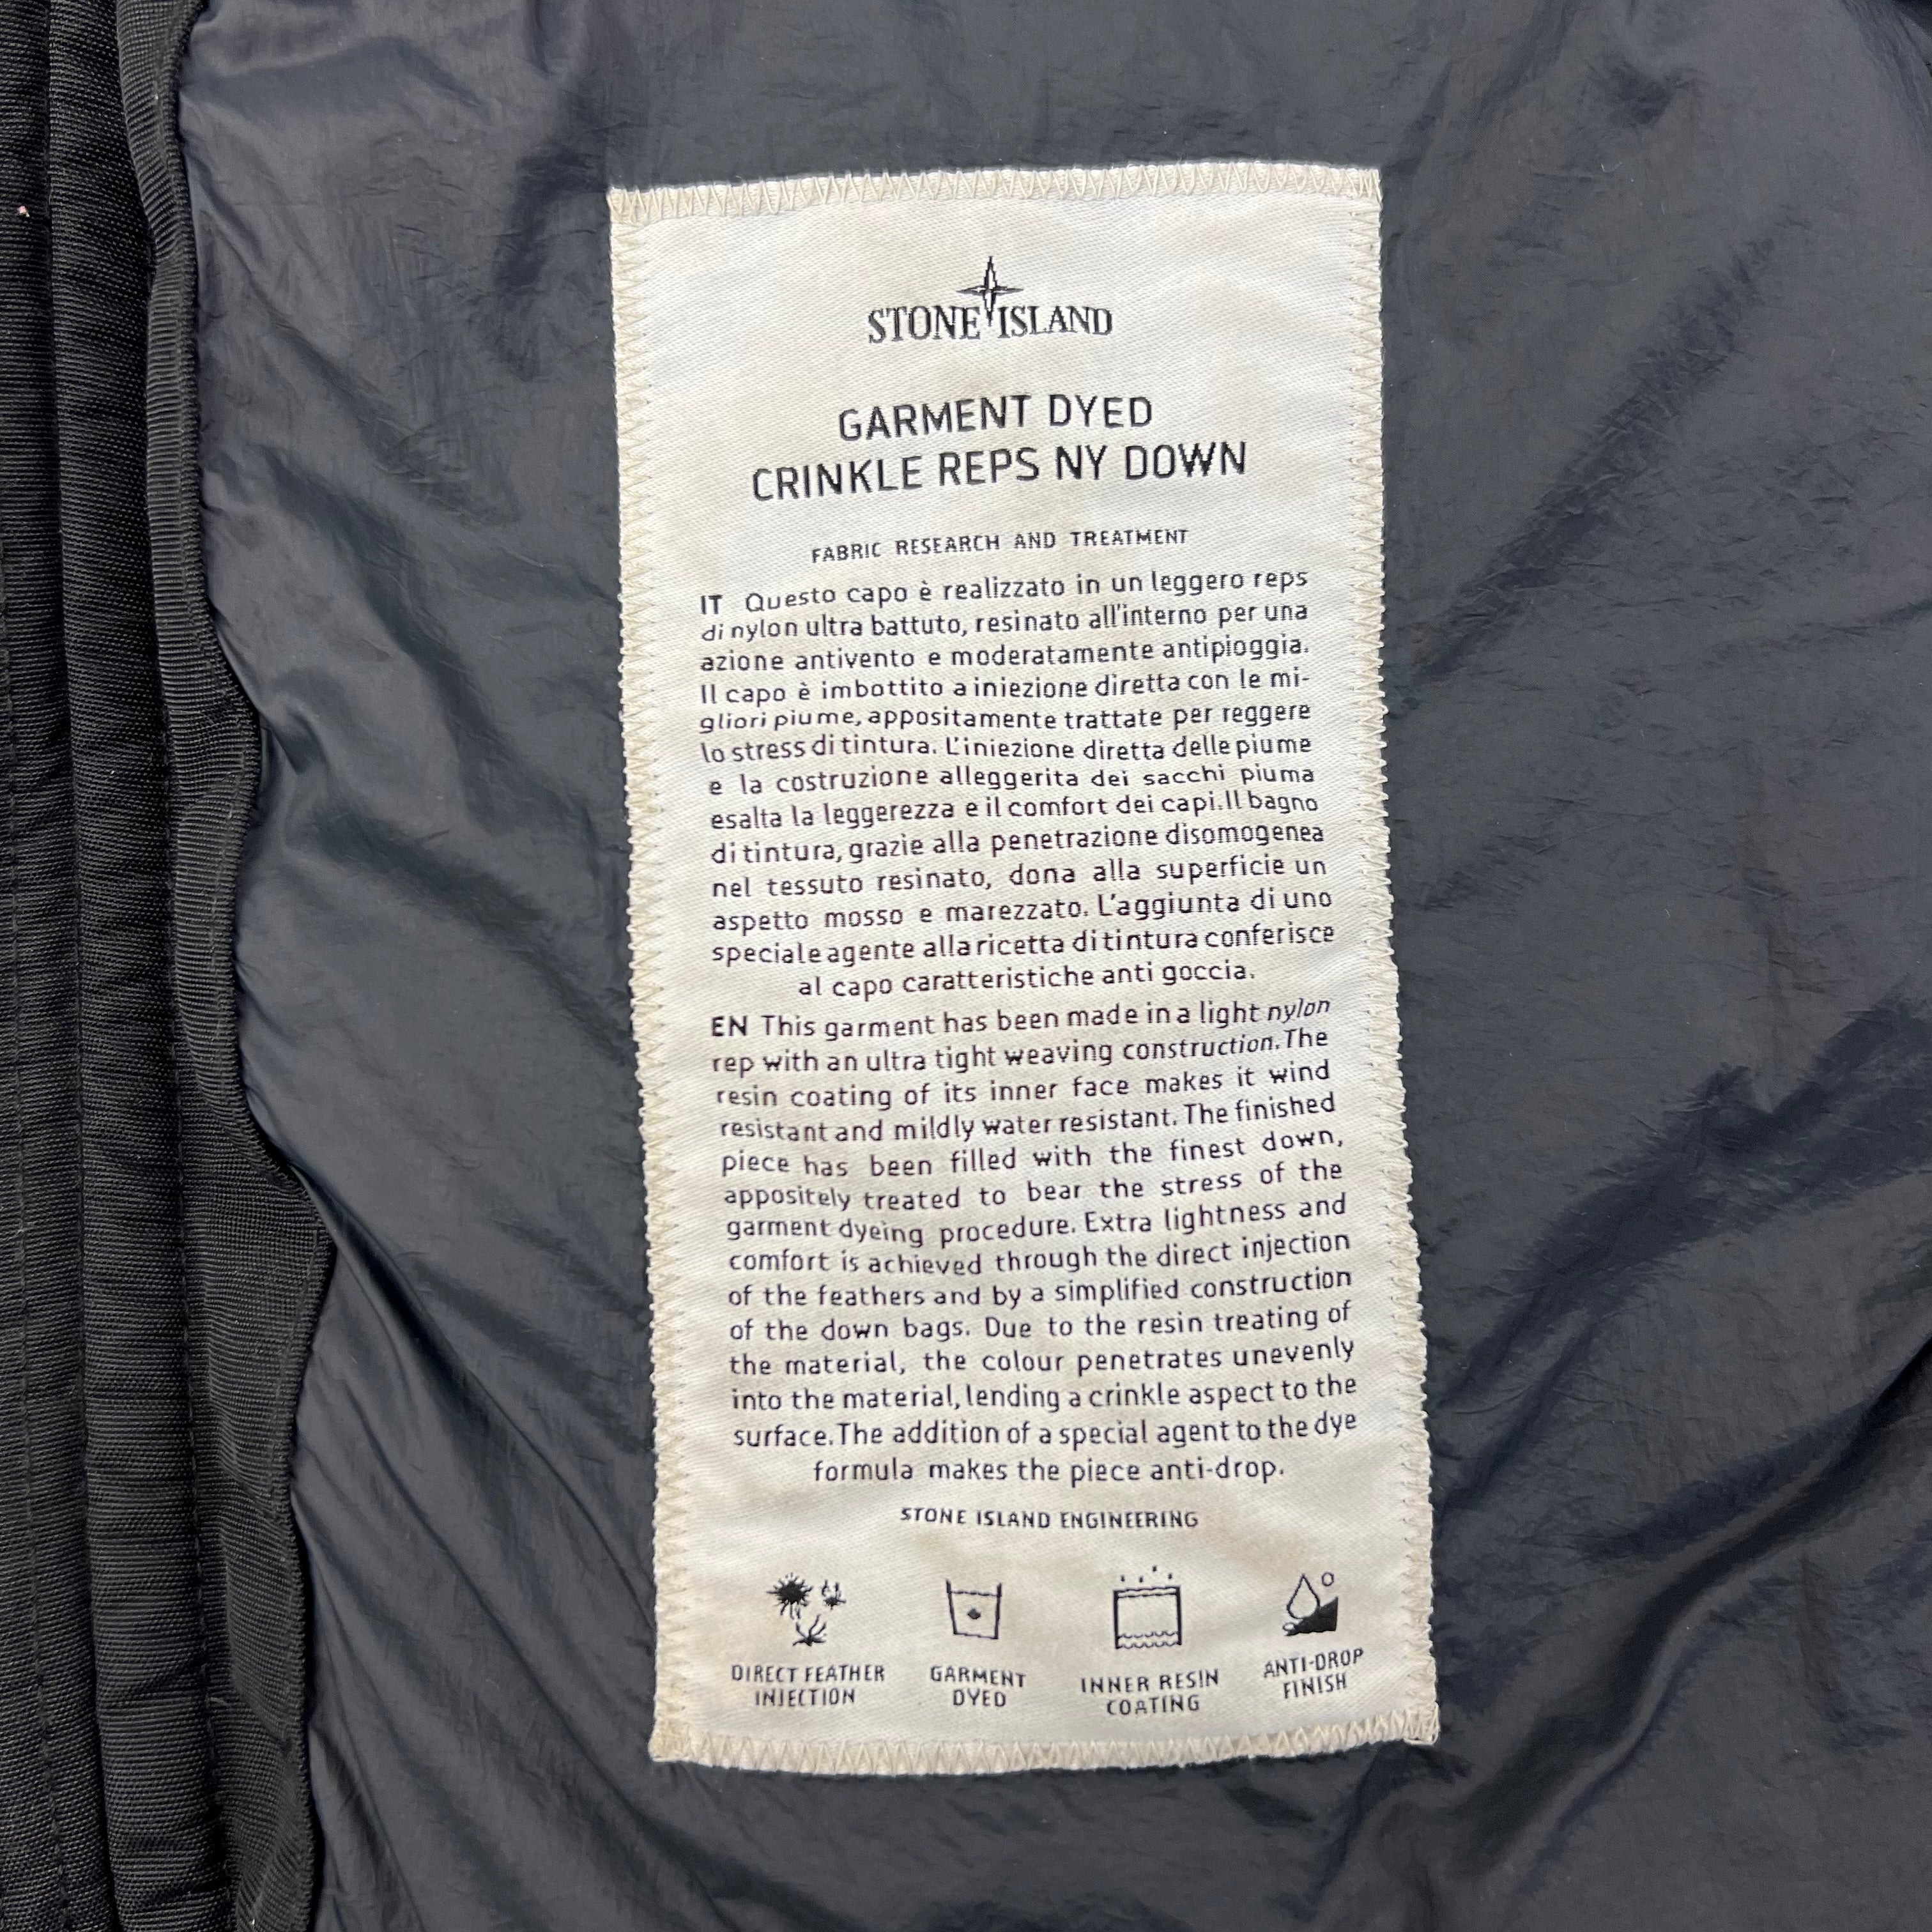 STONE ISLAND
GARMENT DYED
CRINKLE REPS NY DOWN
FABRIC RESEARCH AND TREATMENT
IT Questo capo è realizzato in un leggero reps
di nylon ultra battuto, resinato all'interno per una
azione antivento e moderatamente antipioggia.
Il capo è imbottito a iniezione diretta con le mi-
gliori piume, appositamente trattate per reggere
lo stress di tintura. L'iniezione diretta delle piume
e la costruzione alleggerita dei sacchi piuma
esalta la leggerezza e il comfort dei capi. Il bagno
di tintura, grazie alla penetrazione disomogenea
nel tessuto resinato, dona alla superficie un
aspetto mosso e marezzato. L'aggiunta di uno
speciale agente alla ricetta di tintura conferisce
al capo caratteristiche anti goccia.
EN This garment has been made in a light nylon
rep with an ultra tight weaving construction. The
resin coating of its inner face makes it wind
resistant and mildly water resistant. The finished
piece has been filled with the finest down,
appositely treated to bear the stress of the
garment dyeing procedure. Extra lightness and
comfort is achieved through the direct injection
of the feathers and by a simplified construction
of the down bags. Due to the resin treating of
the material, the colour penetrates unevenly
into the material, lending a crinkle aspect to the
surface. The addition of a special agent to the dye
formula makes the piece anti-drop.
STONE ISLAND ENGINEERING
DIRECT FEATHER
INJECTION
GARMENT
DYED
INNER RESIN
COATING
ANTI-DROP
FINISH